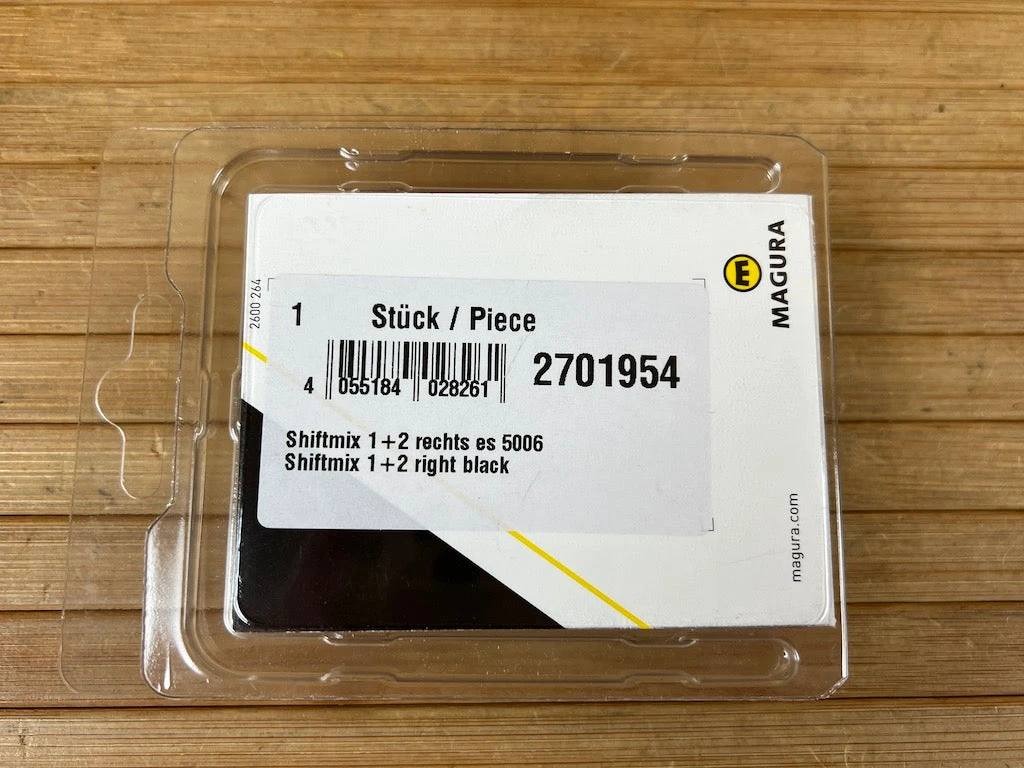 2600 264
1 Stück / Piece
4 055184 028261
2701954
Shiftmix 1+2 rechts es 5006
Shiftmix 1+2 right black
E
MAGURA
magura.com